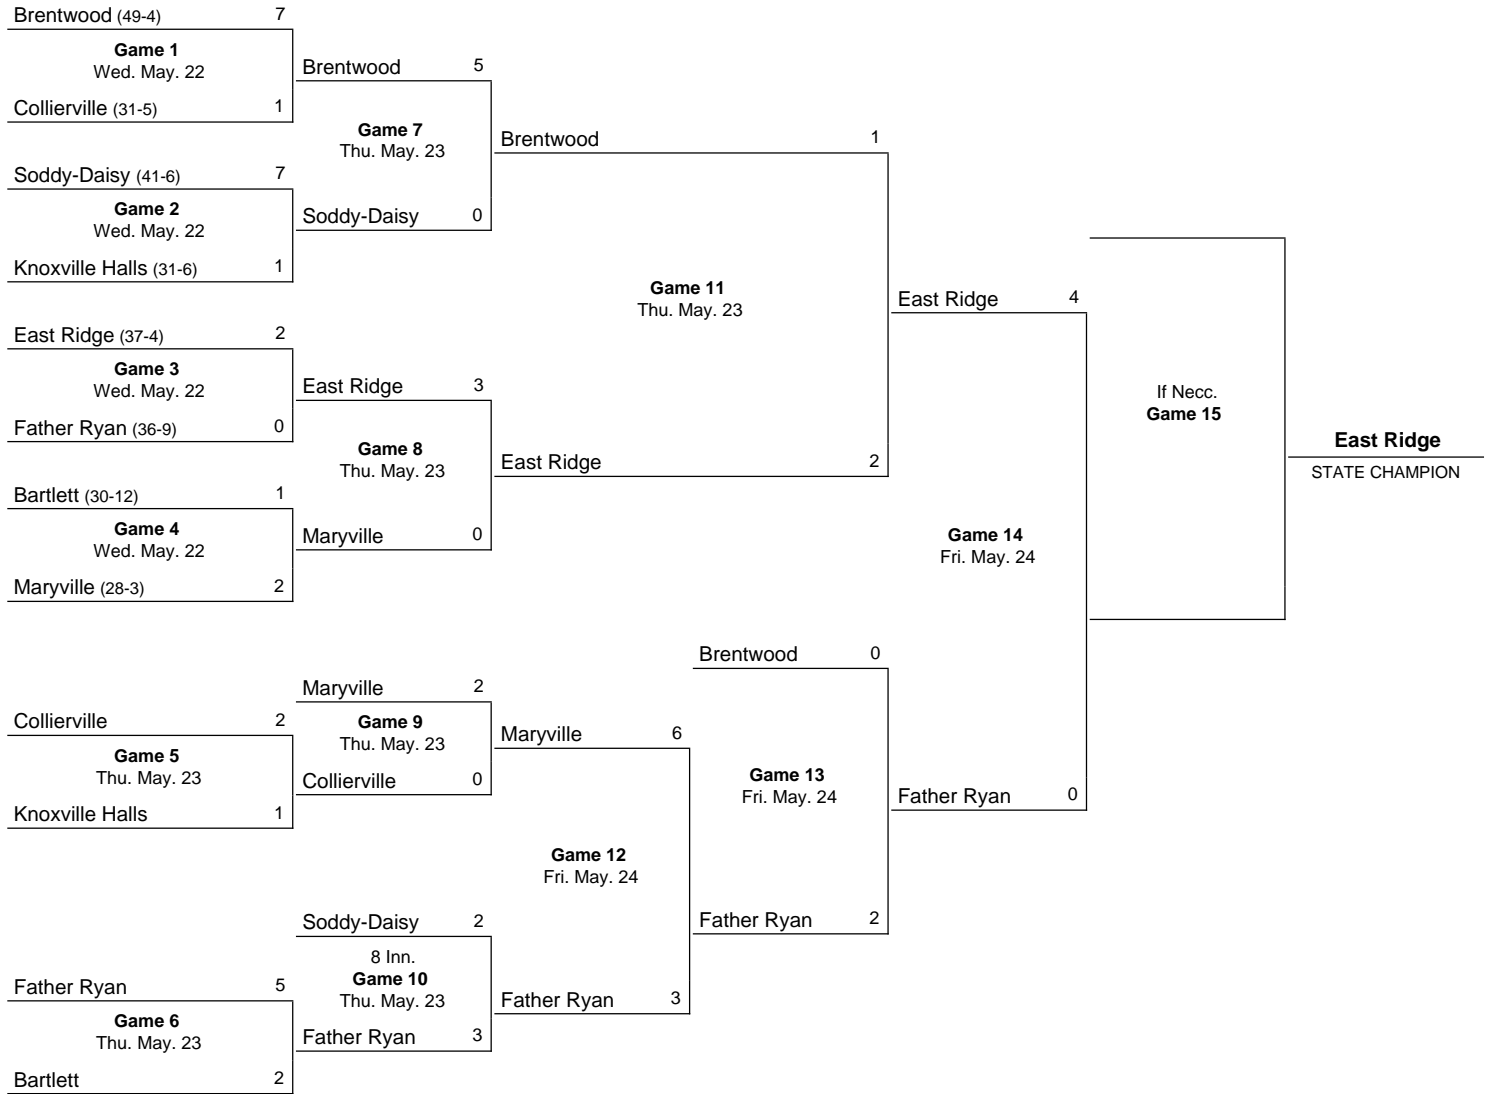 Brentwood (49-4) 7
Game 1
Wed. May. 22
Collierville (31-5) 1
Soddy-Daisy (41-6) 7
Game 2
Wed. May. 22
Knoxville Halls (31-6) 1
East Ridge (37-4) 2
Game 3
Wed. May. 22
Father Ryan (36-9) 0
Bartlett (30-12) 1
Game 4
Wed. May. 22
Maryville (28-3) 2
Collierville 2
Game 5
Thu. May. 23
Knoxville Halls 1
Father Ryan 5
Game 6
Thu. May. 23
Bartlett 2
Brentwood 5
Game 7
Thu. May. 23
Soddy-Daisy 0
East Ridge 3
Game 8
Thu. May. 23
Maryville 0
Maryville 2
Game 9
Thu. May. 23
Collierville 0
Soddy-Daisy 2
8 Inn.
Game 10
Thu. May. 23
Father Ryan 3
Brentwood 1
Game 11
Thu. May. 23
East Ridge 2
Maryville 6
Game 12
Fri. May. 24
Father Ryan 3
Brentwood 0
Game 13
Fri. May. 24
Father Ryan 2
East Ridge 4
Game 14
Fri. May. 24
Father Ryan 0
If Necc.
Game 15
East Ridge
STATE CHAMPION